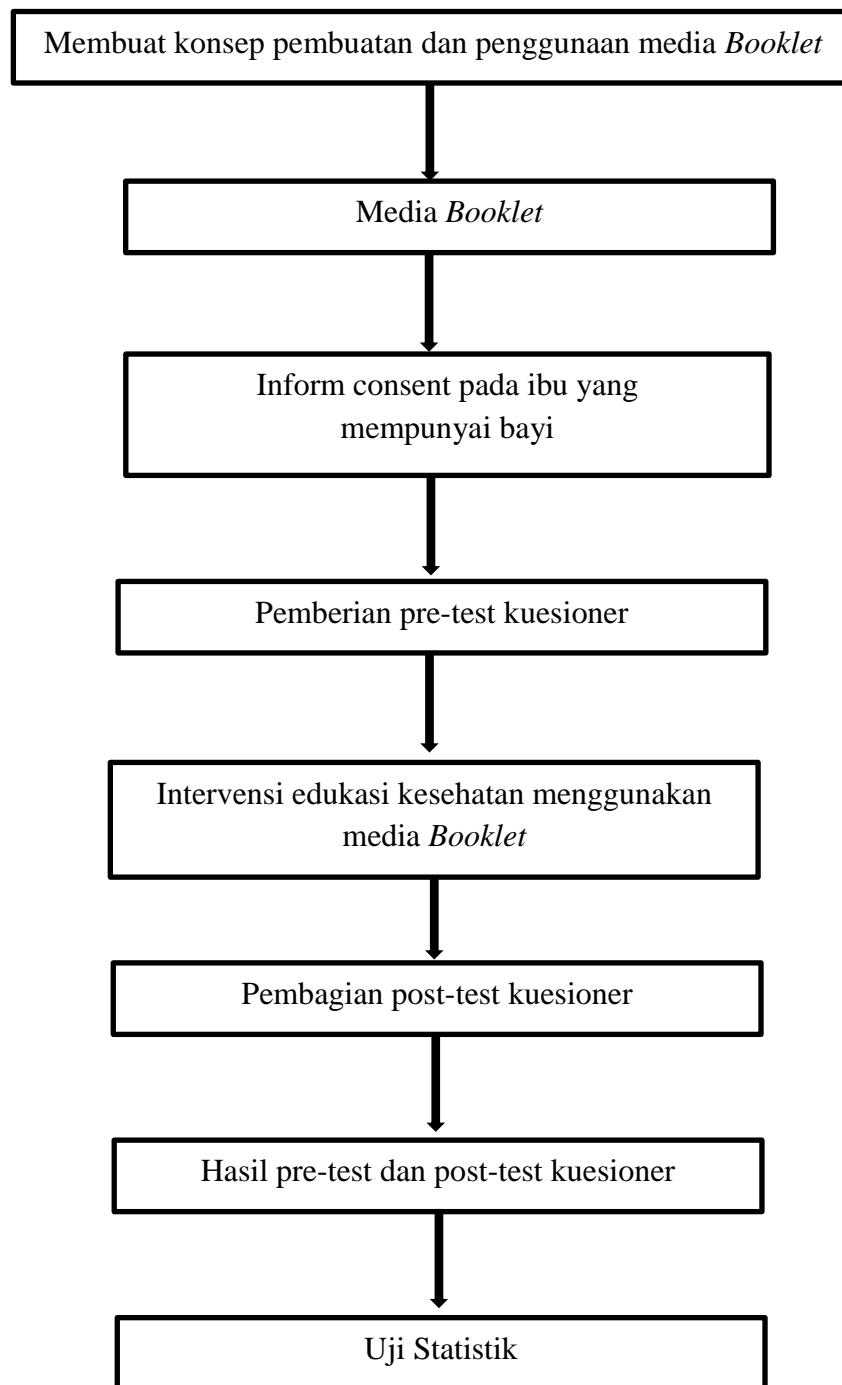 Membuat konsep pembuatan dan penggunaan media Booklet
Media Booklet
Inform consent pada ibu yang
mempunyai bayi
Pemberian pre-test kuesioner
Intervensi edukasi kesehatan menggunakan
media Booklet
Pembagian post-test kuesioner
Hasil pre-test dan post-test kuesioner
Uji Statistik